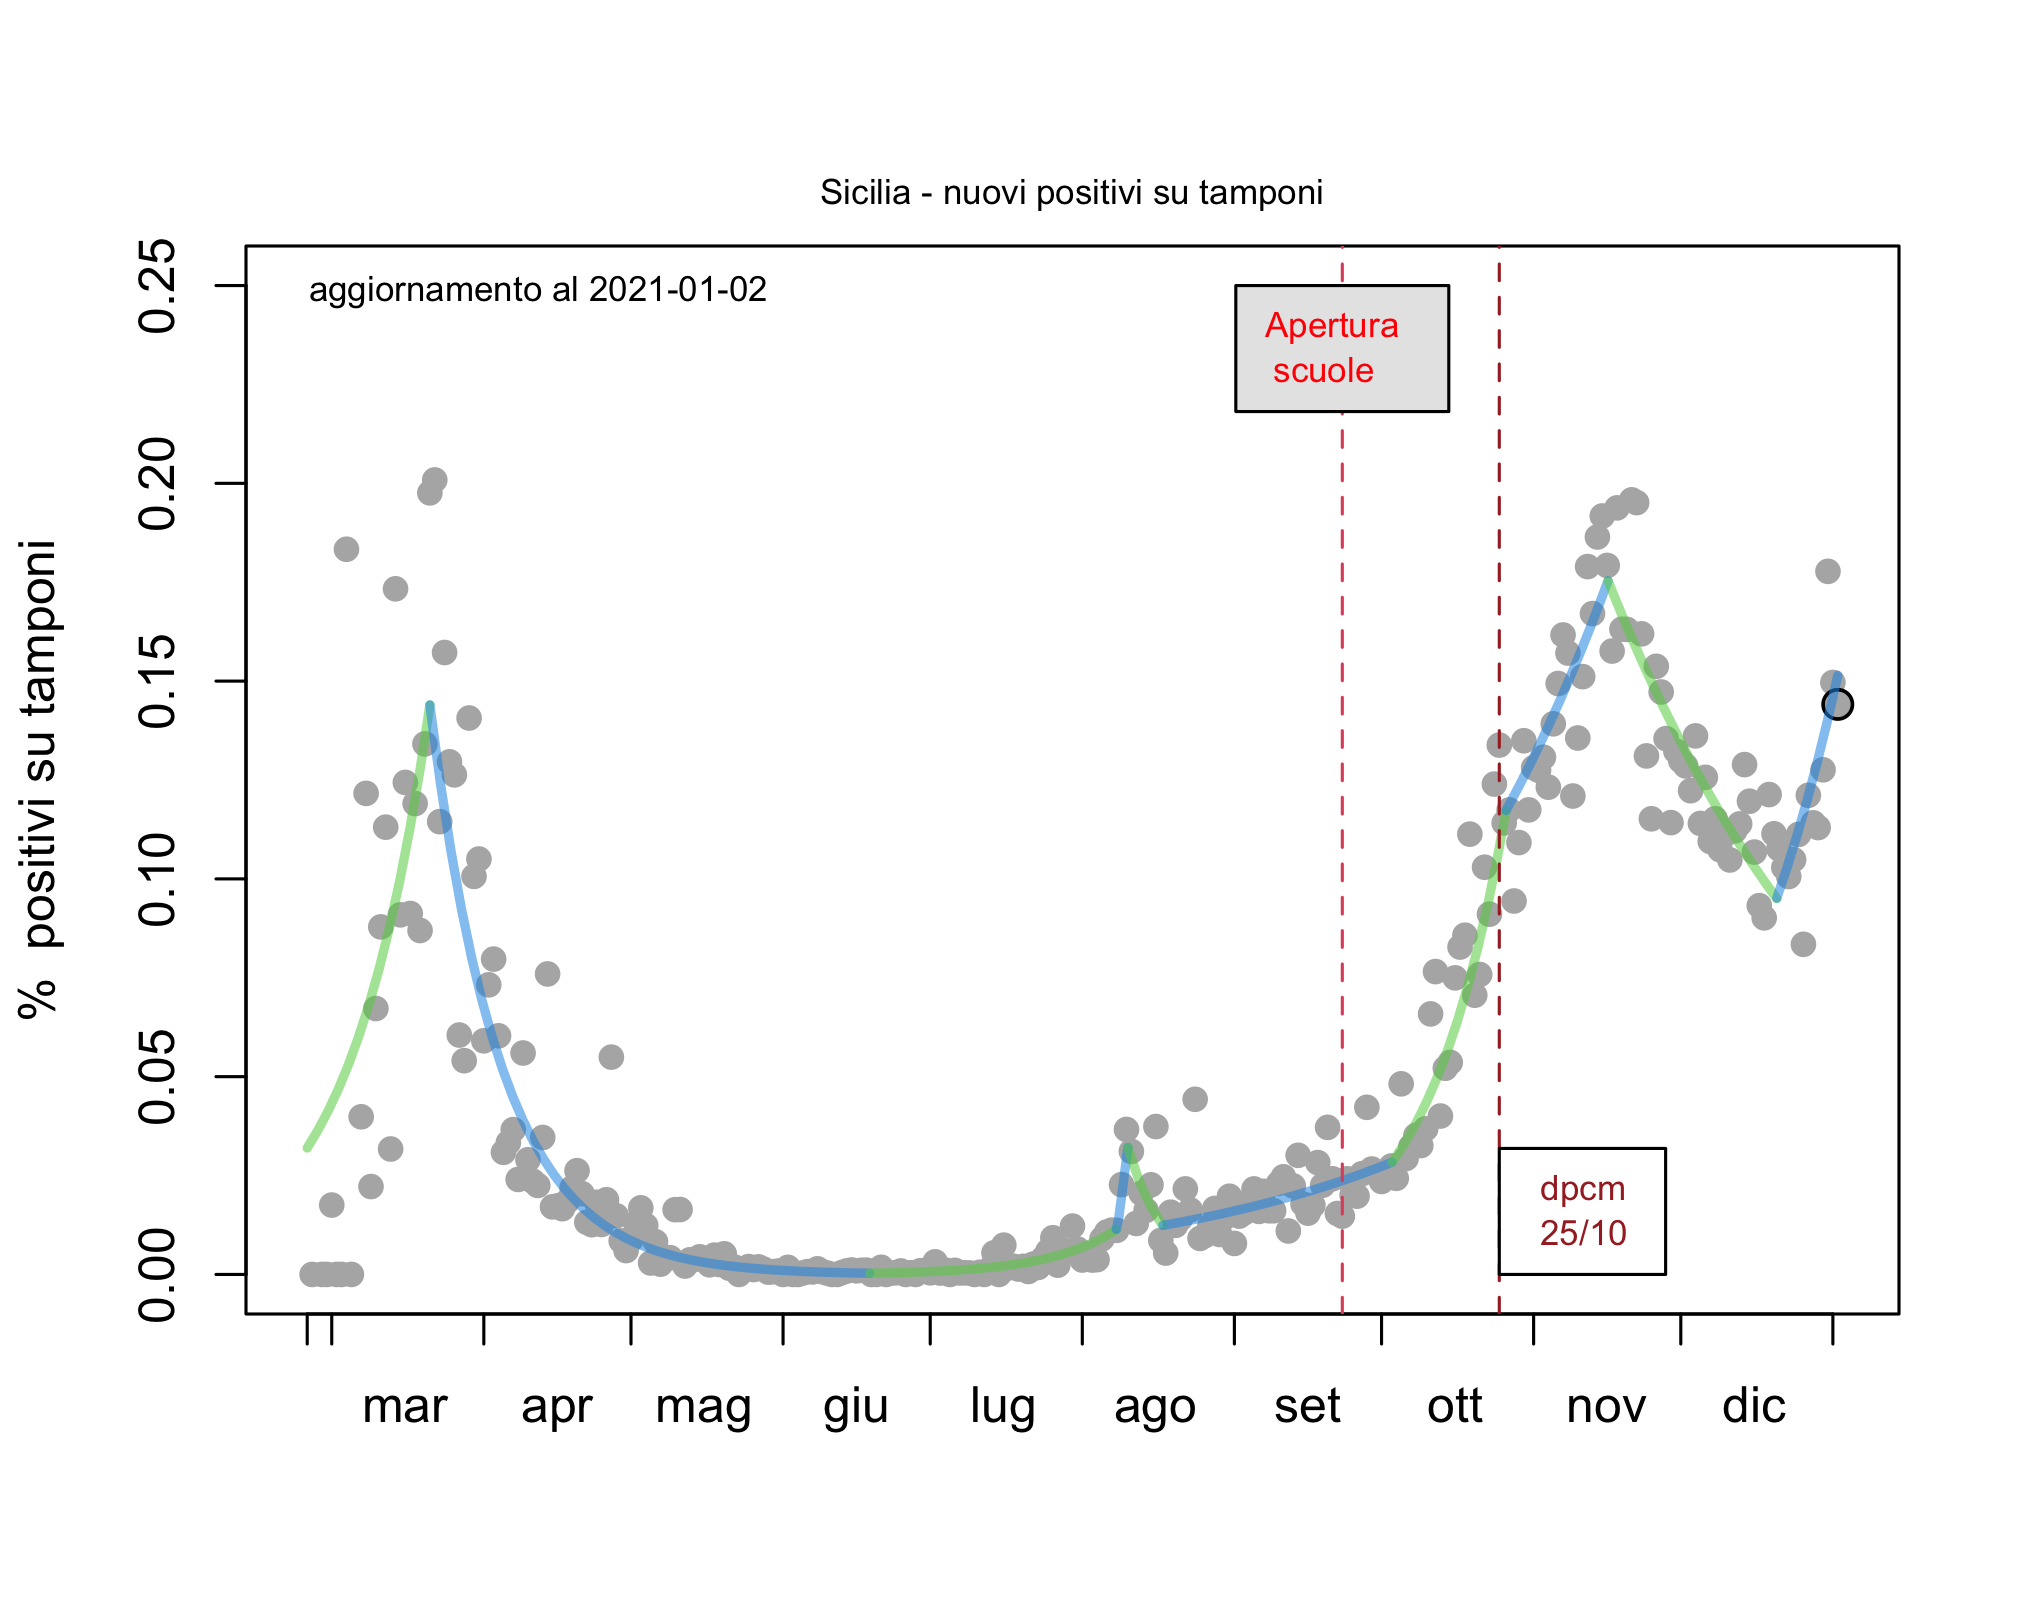 Sicilia - nuovi positivi su tamponi
aggiornamento al 2021-01-02
Apertura
scuole
dpcm
25/10
% positivi su tamponi
0.25
0.20
0.15
0.10
0.05
0.00
mar apr mag giu lug ago set ott nov dic